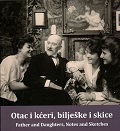 Otac i kćeri, bilješke i skice
Father and Daughters, Notes and Sketches